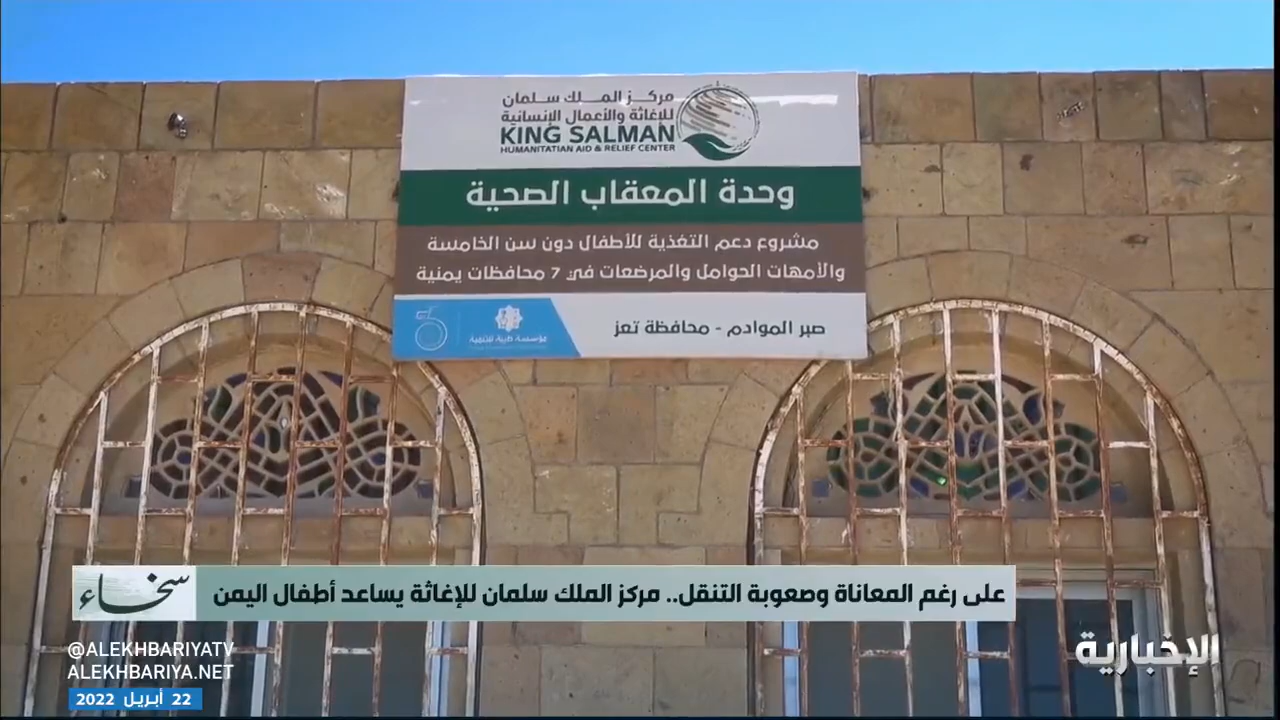 مركز الملك سلمان
للإغاثة والأعمال الإنسانية
KING SALMAN
HUMANITATIAN AID & RELIEF CENTER
وحدة المعقاب الصحية
مشروع دعم التغذية للأطفال دون سن الخامسة
والأمهات الحوامل والمرضعات في 7 محافظات يمنية
صبر الموادم - محافظة تعز
مؤسسة طيبة للتنمية
على رغم المعاناة وصعوبة التنقل.. مركز الملك سلمان للإغاثة يساعد أطفال اليمن
سخاء
@ALEKHBARIYATV
ALEKHBARIYA.NET
22 أبريل 2022
الإخبارية